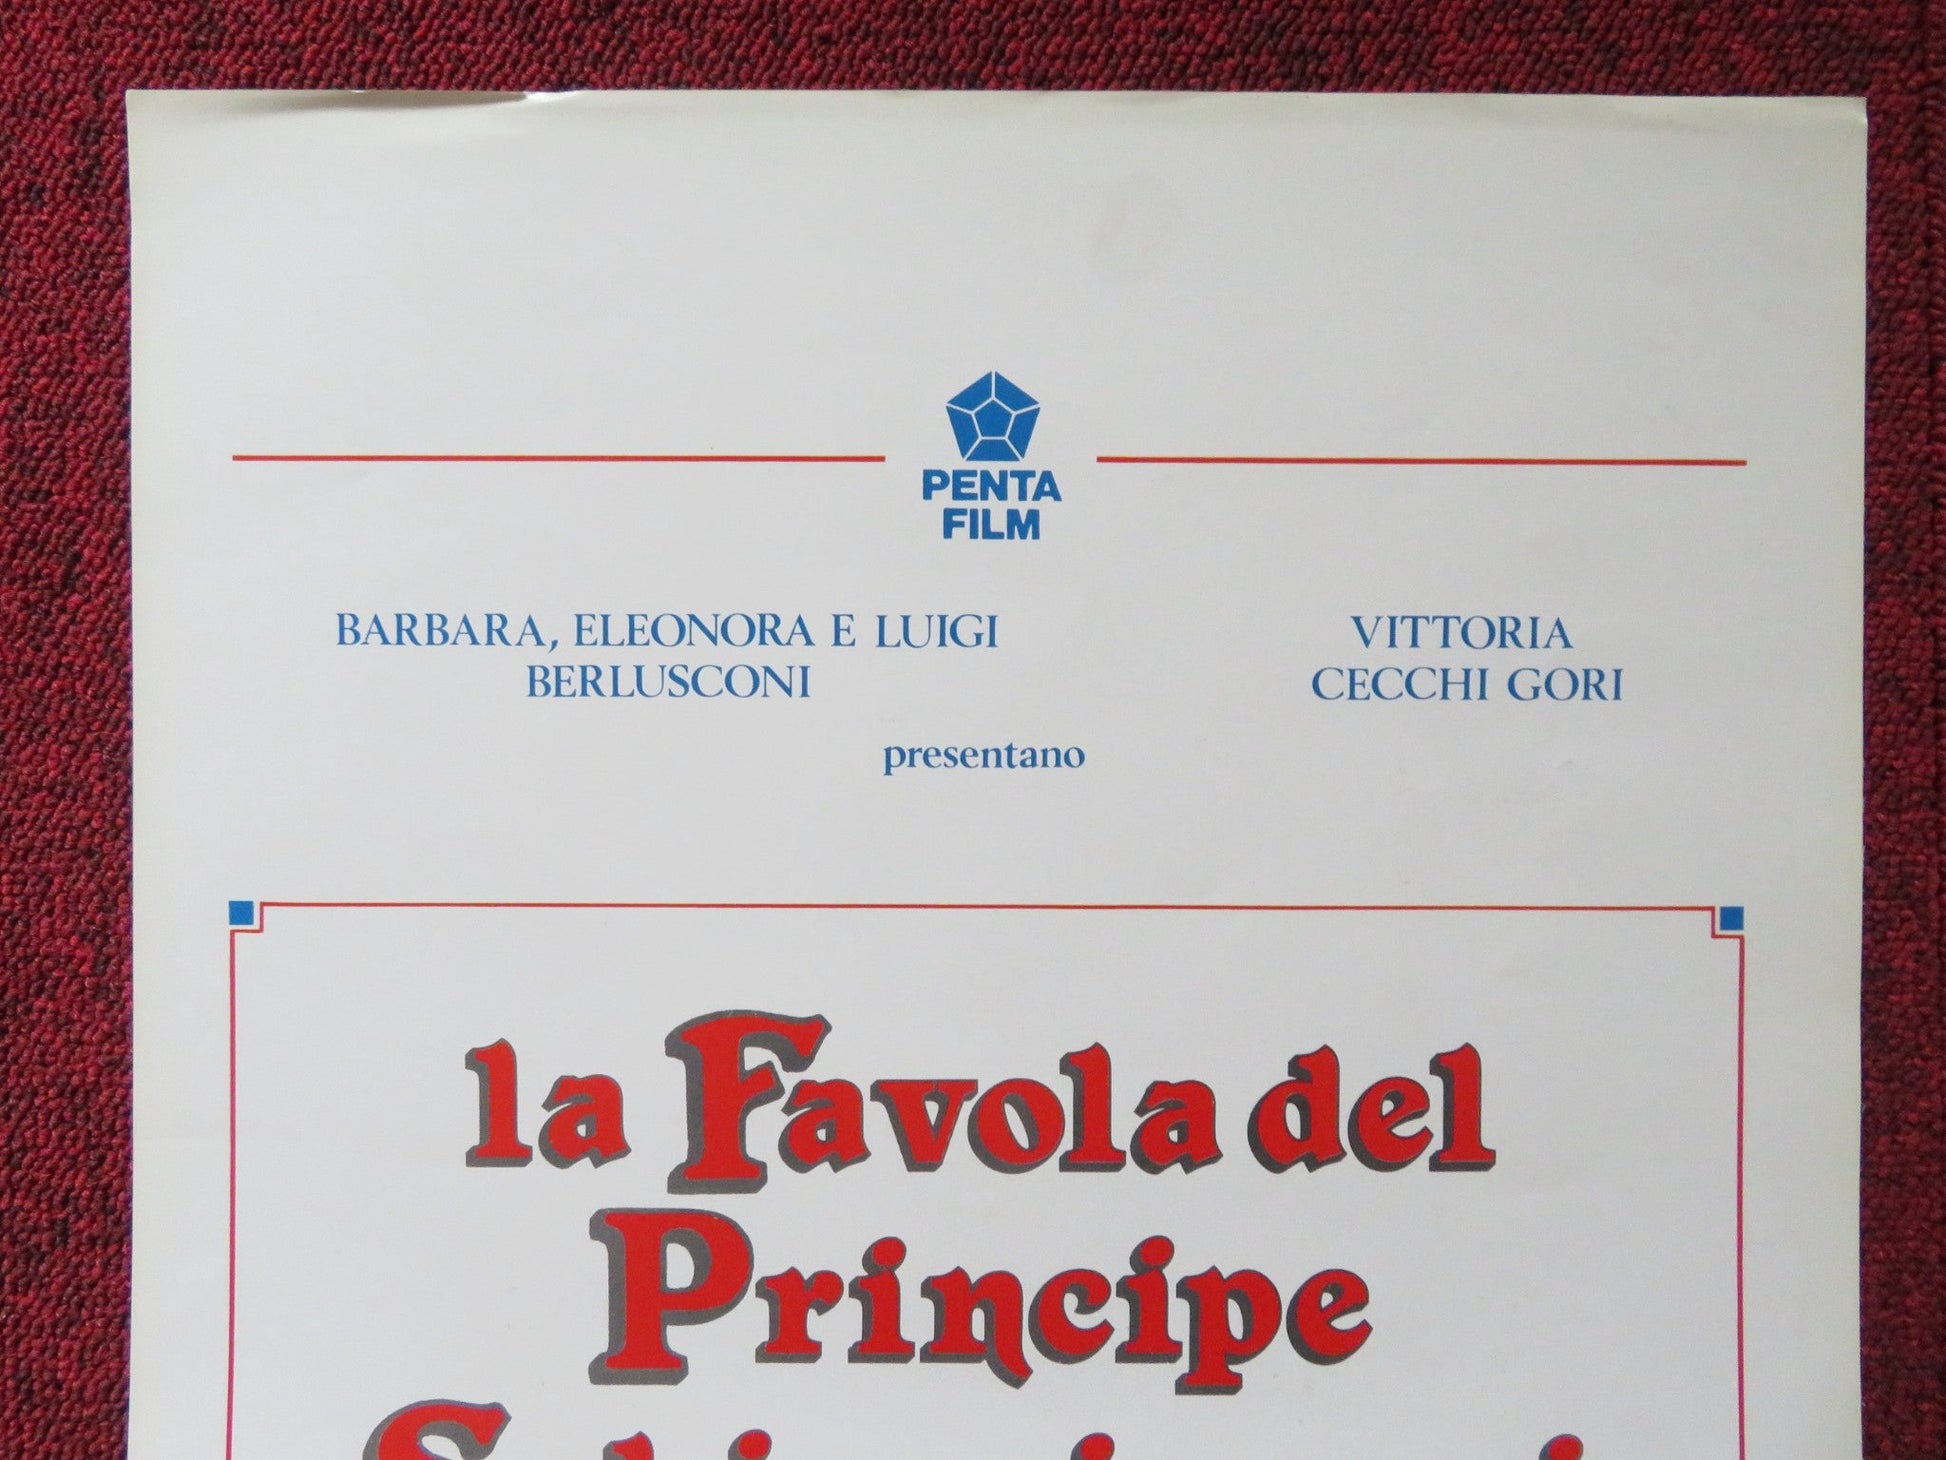 PENTA
FILM
BARBARA, ELEONORA E LUIGI
BERLUSCONI
VITTORIA
CECCHI GORI
presentano
la Favola del
Principe